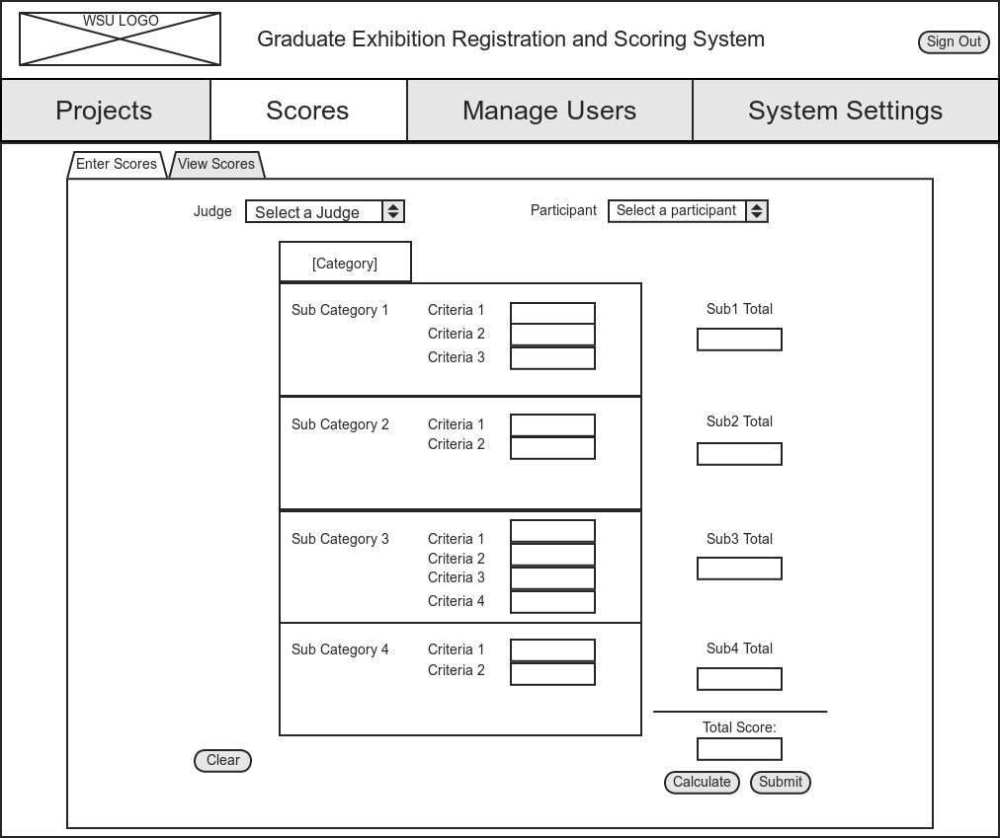 WSU LOGO
Graduate Exhibition Registration and Scoring System
Sign Out
Projects
Scores
Manage Users
System Settings
Enter Scores
View Scores
Judge
Select a Judge
Participant
Select a participant
[Category]
Sub Category 1
Criteria 1
Criteria 2
Criteria 3
Sub1 Total
Sub Category 2
Criteria 1
Criteria 2
Sub2 Total
Sub Category 3
Criteria 1
Criteria 2
Criteria 3
Criteria 4
Sub3 Total
Sub Category 4
Criteria 1
Criteria 2
Sub4 Total
Total Score:
Clear
Calculate
Submit